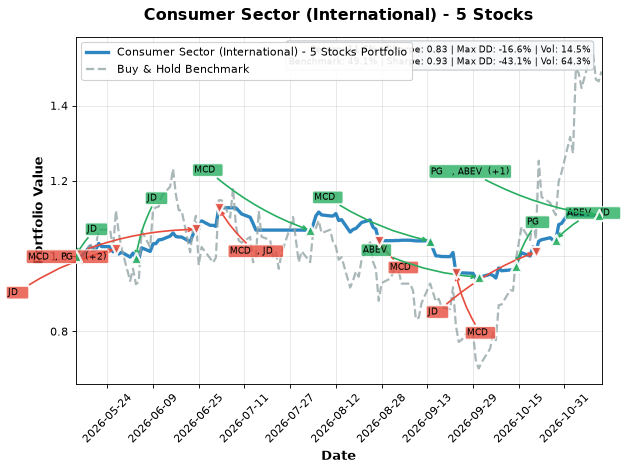 Consumer Sector (International) - 5 Stocks
Consumer Sector (International) - 5 Stocks Portfolio
Buy & Hold Benchmark
0.83 | Max DD: -16.6% | Vol: 14.5%
0.93 | Max DD: -43.1% | Vol: 64.3%
Portfolio Value
1.4
1.2
1.0
0.8
MCD
JD
MCD
PG , ABEV (+1)
JD
PG
ABEV, JD
MCD , PG (+2)
MCD , JD
ABEV
MCD
JD
JD
MCD
2026-05-24
2026-06-09
2026-06-25
2026-07-11
2026-07-27
2026-08-12
2026-08-28
2026-09-13
2026-09-29
2026-10-15
2026-10-31
Date